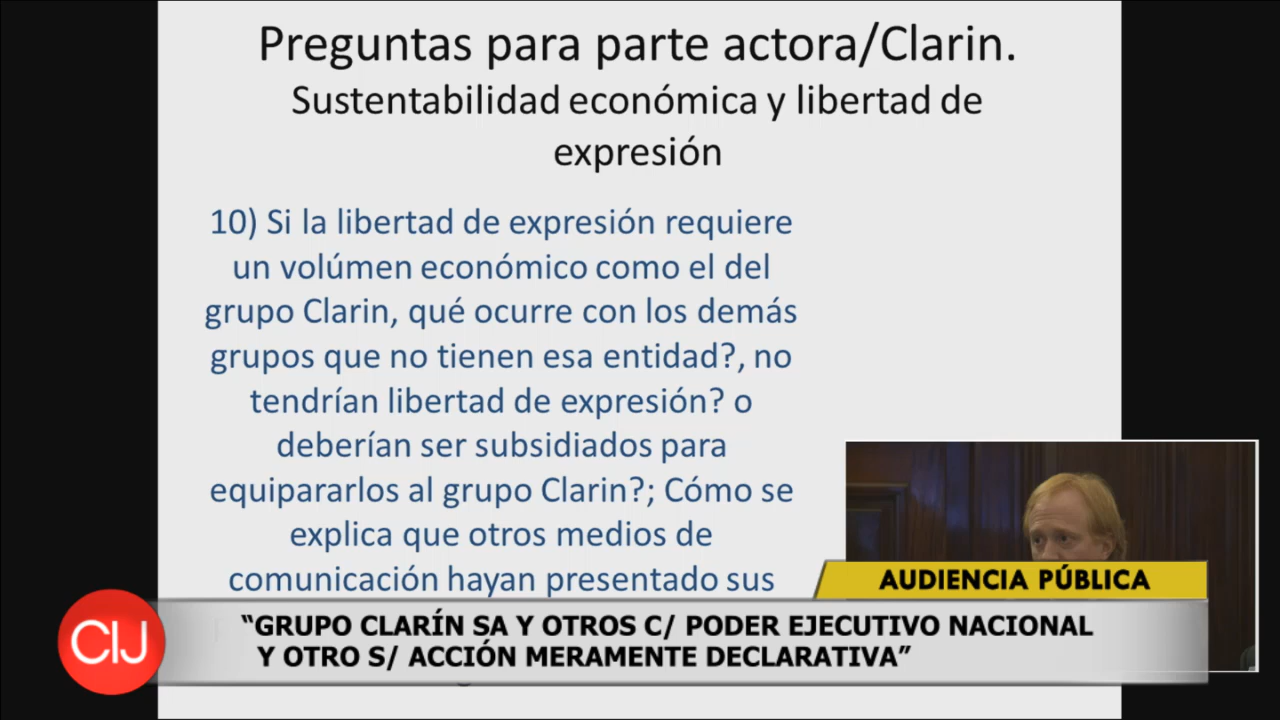 Preguntas para parte actora/Clarin.
Sustentabilidad económica y libertad de
expresión
10) Si la libertad de expresión requiere
un volúmen económico como el del
grupo Clarin, qué ocurre con los demás
grupos que no tienen esa entidad?, no
tendrían libertad de expresión? o
deberían ser subsidiados para
equipararlos al grupo Clarin?; Cómo se
explica que otros medios de
comunicación hayan presentado sus
AUDIENCIA PÚBLICA
CIJ
“GRUPO CLARÍN SA Y OTROS C/ PODER EJECUTIVO NACIONAL
Y OTRO S/ ACCIÓN MERAMENTE DECLARATIVA”